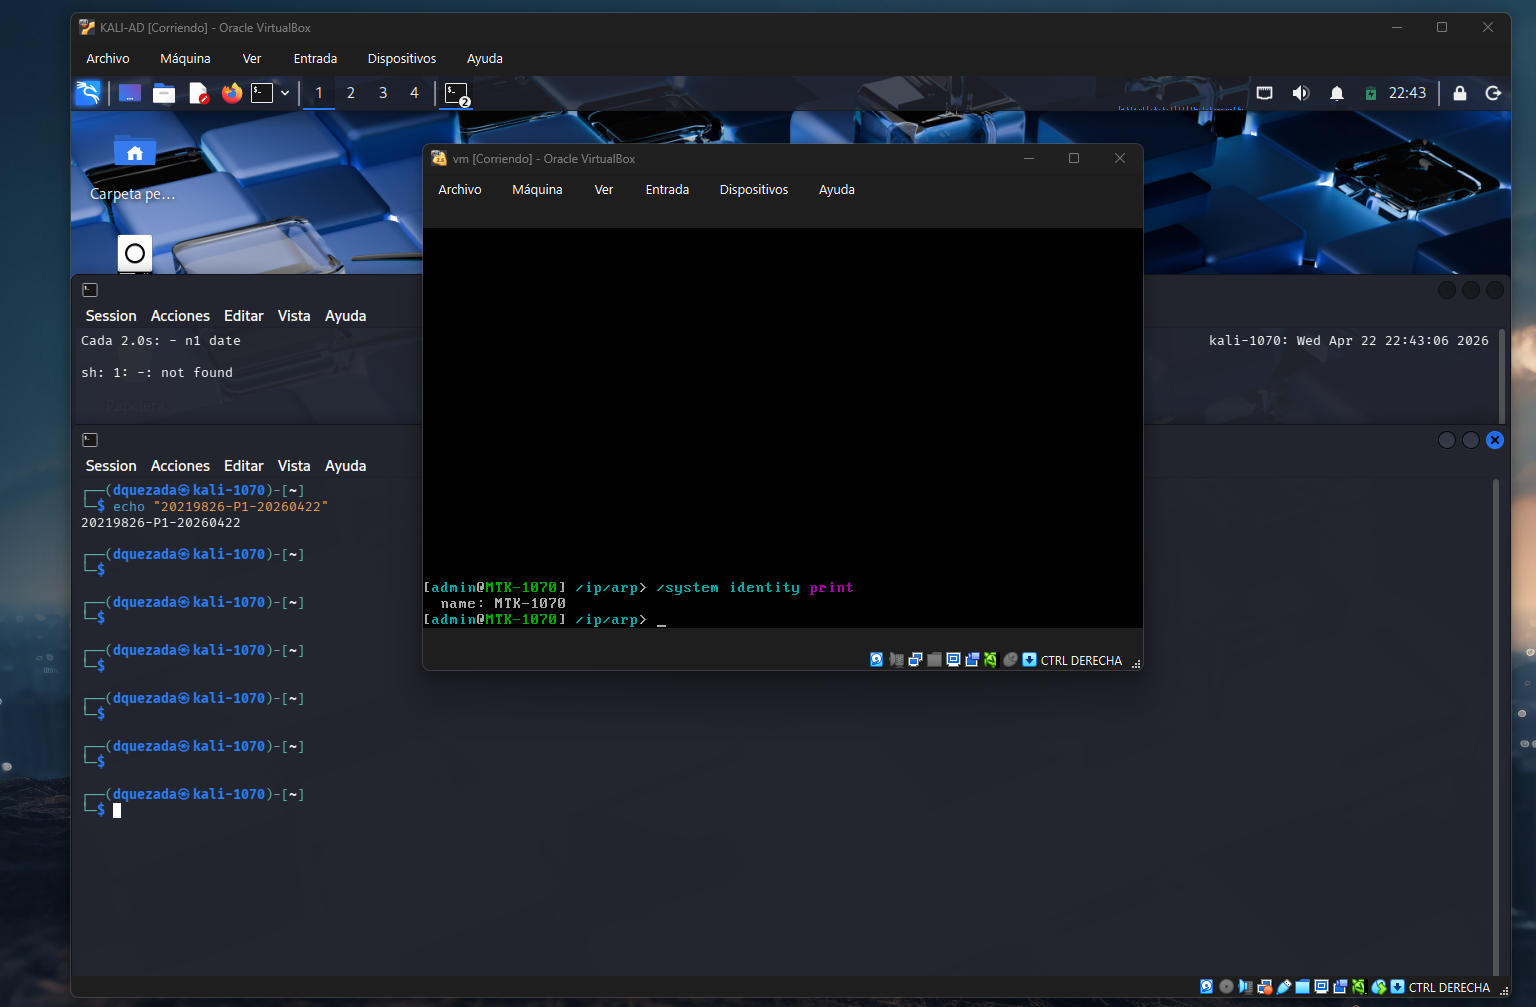 KALI-AD [Corriendo] - Oracle VirtualBox
Archivo Máquina Ver Entrada Dispositivos Ayuda
1 2 3 4 2 22:43
Carpeta pe...
vm [Corriendo] - Oracle VirtualBox
Archivo Máquina Ver Entrada Dispositivos Ayuda
Session Acciones Editar Vista Ayuda
Cada 2.0s: - n1 date kali-1070: Wed Apr 22 22:43:06 2026
sh: 1: -: not found
Papelera
Session Acciones Editar Vista Ayuda
┌──(dquezada㉿kali-1070)-[~]
└─$ echo "20219826-P1-20260422"
20219826-P1-20260422
┌──(dquezada㉿kali-1070)-[~]
└─$
┌──(dquezada㉿kali-1070)-[~]
└─$
┌──(dquezada㉿kali-1070)-[~]
└─$
┌──(dquezada㉿kali-1070)-[~]
└─$
┌──(dquezada㉿kali-1070)-[~]
└─$
┌──(dquezada㉿kali-1070)-[~]
└─$
[admin@MTK-1070] /ip/arp> /system identity print
name: MTK-1070
[admin@MTK-1070] /ip/arp> _
CTRL DERECHA
CTRL DERECHA